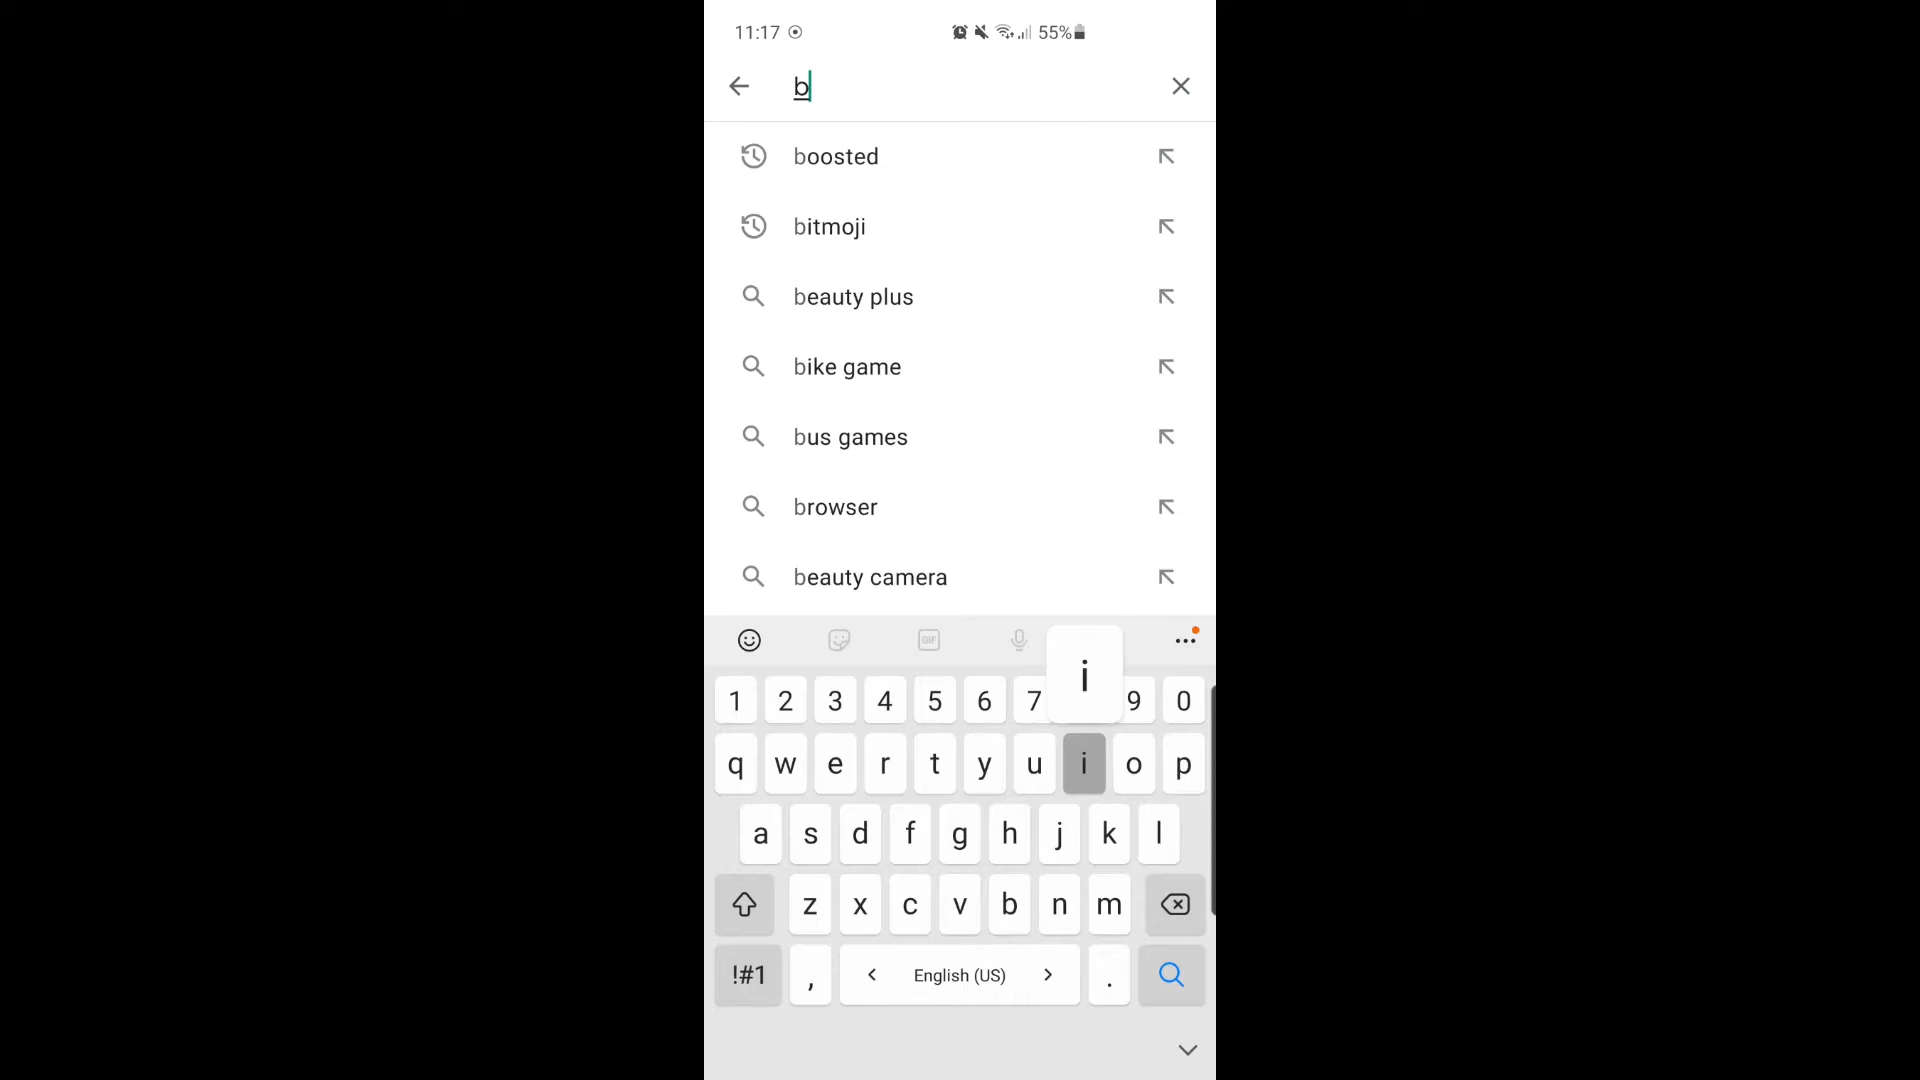 11:17 55%
b
boosted
bitmoji
beauty plus
bike game
bus games
browser
beauty camera
GIF
i
1 2 3 4 5 6 7 9 0
q w e r t y u i o p
a s d f g h j k l
z x c v b n m
!#1 , < English (US) > .